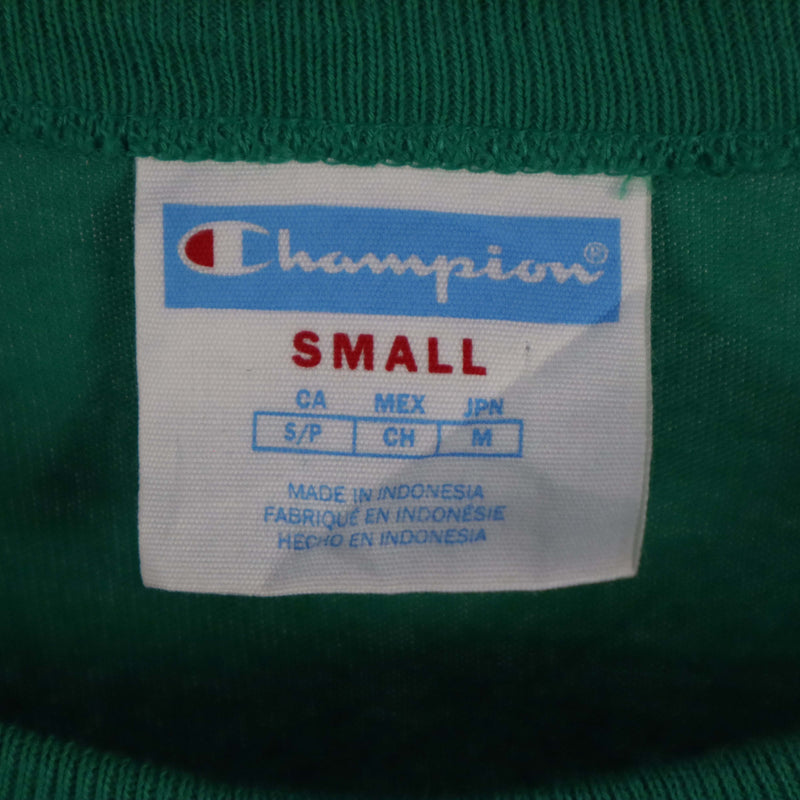 Champion®
SMALL
CA MEX JPN
S/P CH M
MADE IN INDONESIA
FABRIQUÉ EN INDONÉSIE
HECHO EN INDONESIA